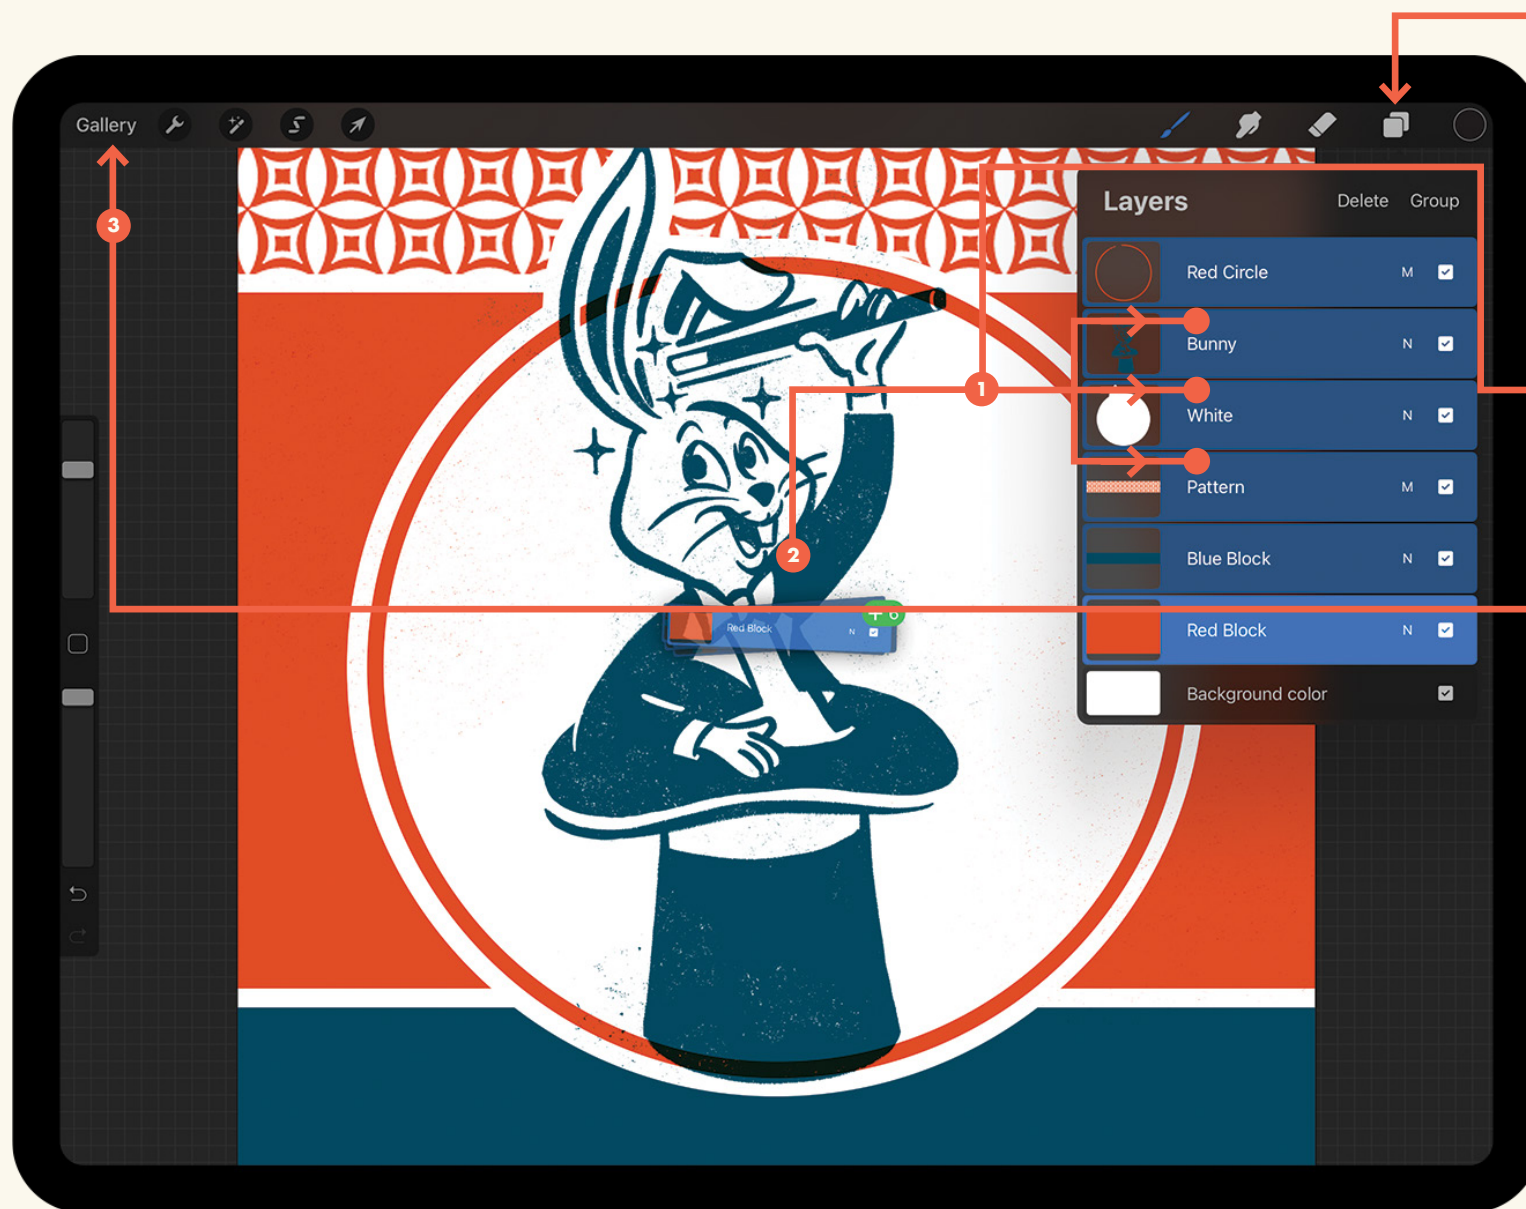 Gallery
3
Layers
Delete Group
Red Circle M
Bunny N
1
White N
Pattern M
2
Blue Block N
+ 6
Red Block N
Red Block N
Background color